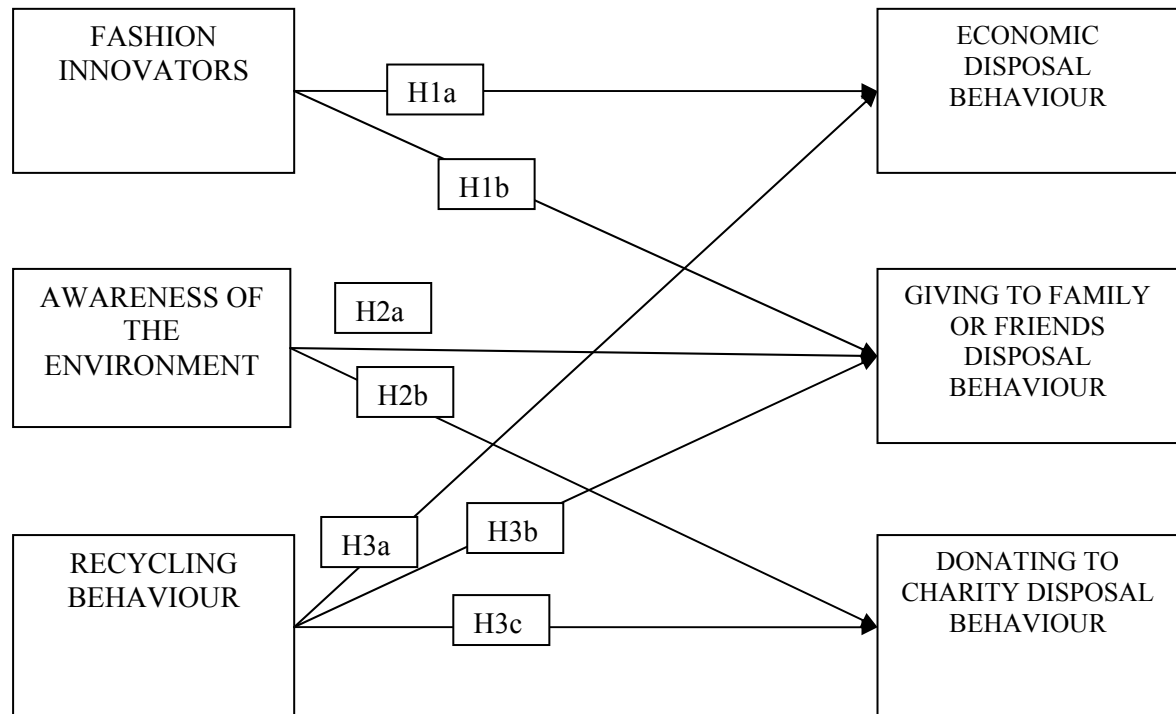 FASHION
INNOVATORS
H1a
H1b
ECONOMIC
DISPOSAL
BEHAVIOUR
AWARENESS OF
THE
ENVIRONMENT
H2a
H2b
GIVING TO FAMILY
OR FRIENDS
DISPOSAL
BEHAVIOUR
RECYCLING
BEHAVIOUR
H3a
H3b
H3c
DONATING TO
CHARITY DISPOSAL
BEHAVIOUR